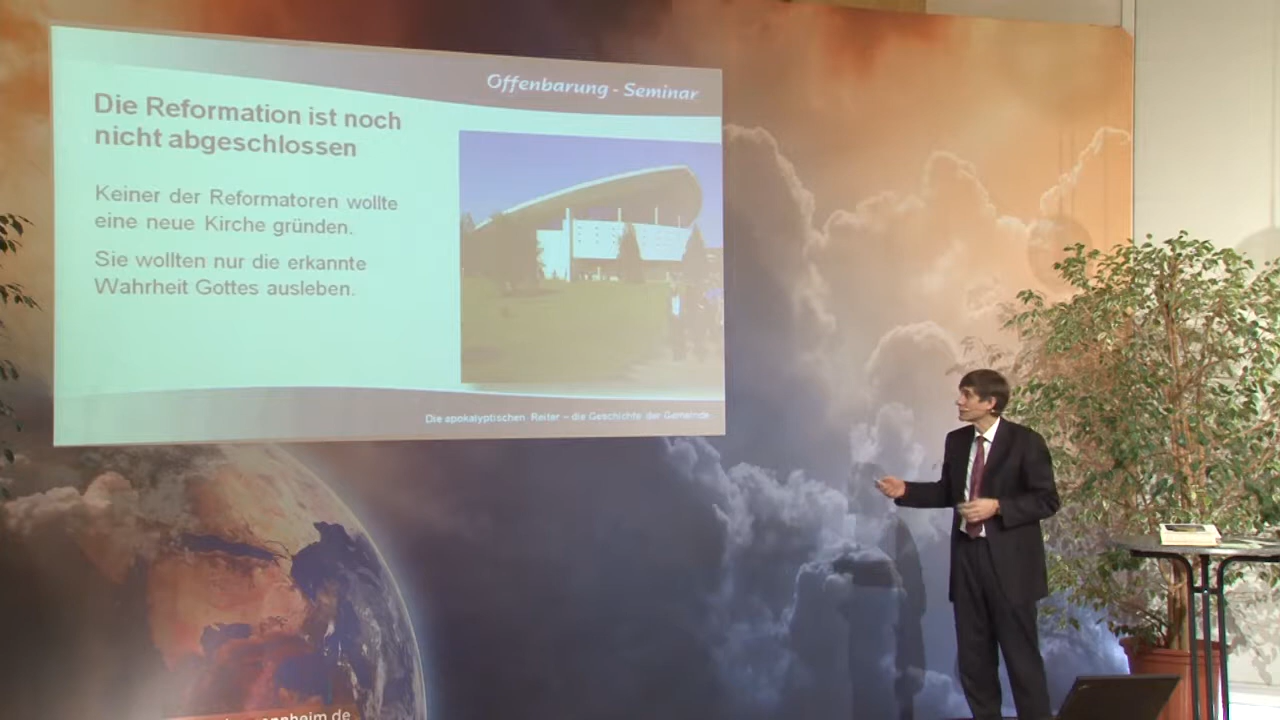 Offenbarung - Seminar
Die Reformation ist noch
nicht abgeschlossen
Keiner der Reformatoren wollte
eine neue Kirche gründen.
Sie wollten nur die erkannte
Wahrheit Gottes ausleben.
Die apokalyptischen Reiter – die Geschichte der Gemeinde